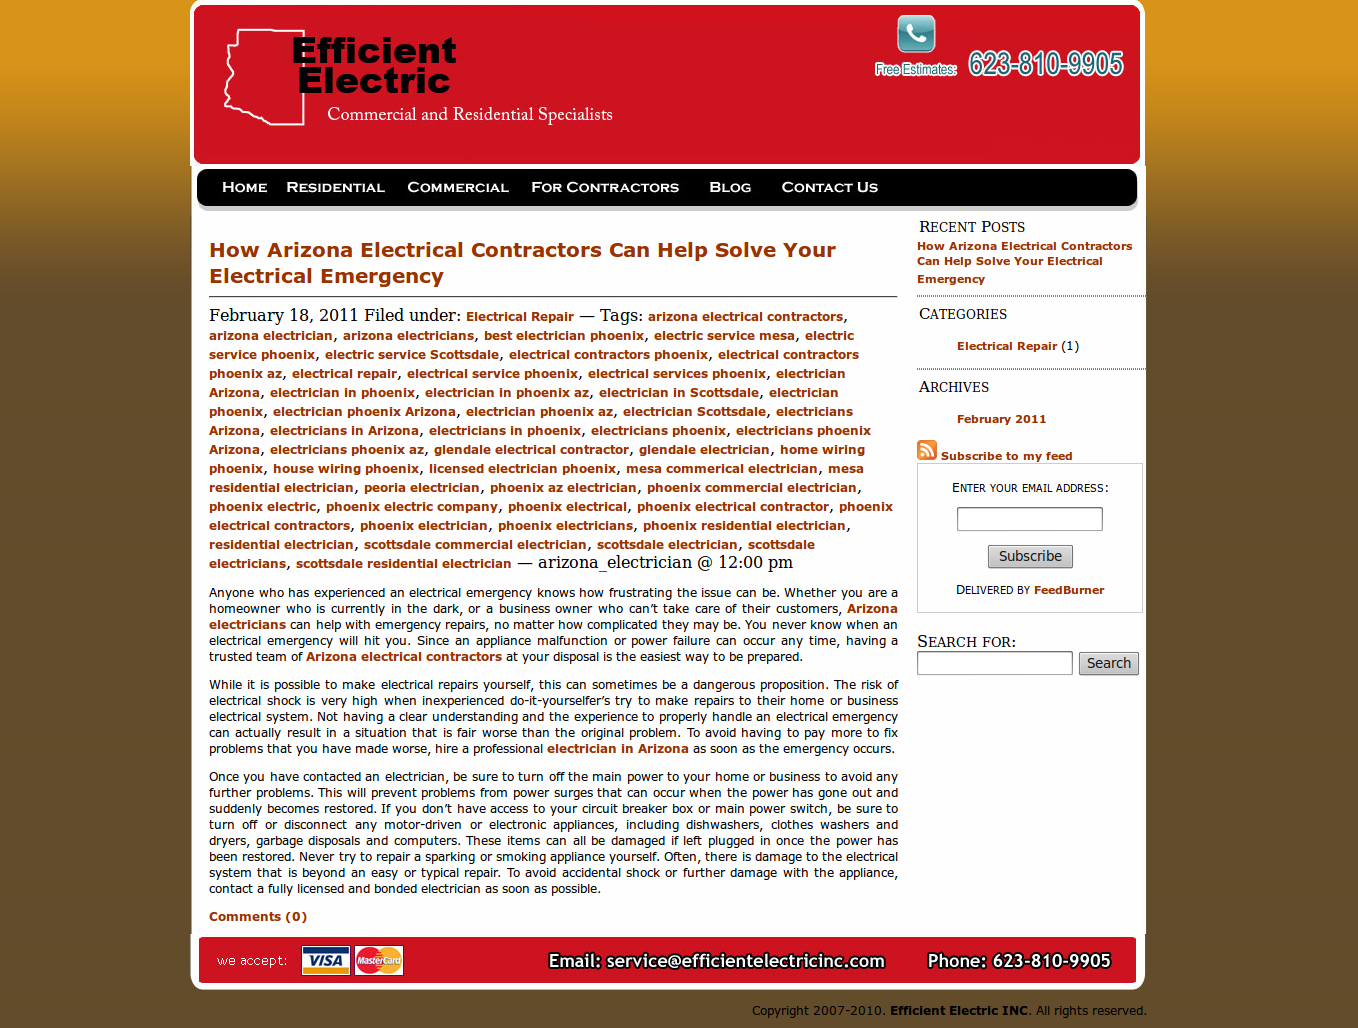 Efficient
Electric
Commercial and Residential Specialists
Free Estimates: 623-810-9905
Home Residential Commercial For Contractors Blog Contact Us
How Arizona Electrical Contractors Can Help Solve Your
Electrical Emergency
February 18, 2011 Filed under: Electrical Repair — Tags: arizona electrical contractors,
arizona electrician, arizona electricians, best electrician phoenix, electric service mesa, electric
service phoenix, electric service Scottsdale, electrical contractors phoenix, electrical contractors
phoenix az, electrical repair, electrical service phoenix, electrical services phoenix, electrician
Arizona, electrician in phoenix, electrician in phoenix az, electrician in Scottsdale, electrician
phoenix, electrician phoenix Arizona, electrician phoenix az, electrician Scottsdale, electricians
Arizona, electricians in Arizona, electricians in phoenix, electricians phoenix, electricians phoenix
Arizona, electricians phoenix az, glendale electrical contractor, glendale electrician, home wiring
phoenix, house wiring phoenix, licensed electrician phoenix, mesa commerical electrician, mesa
residential electrician, peoria electrician, phoenix az electrician, phoenix commercial electrician,
phoenix electric, phoenix electric company, phoenix electrical, phoenix electrical contractor, phoenix
electrical contractors, phoenix electrician, phoenix electricians, phoenix residential electrician,
residential electrician, scottsdale commercial electrician, scottsdale electrician, scottsdale
electricians, scottsdale residential electrician — arizona_electrician @ 12:00 pm
Anyone who has experienced an electrical emergency knows how frustrating the issue can be. Whether you are a
homeowner who is currently in the dark, or a business owner who can't take care of their customers, Arizona
electricians can help with emergency repairs, no matter how complicated they may be. You never know when an
electrical emergency will hit you. Since an appliance malfunction or power failure can occur any time, having a
trusted team of Arizona electrical contractors at your disposal is the easiest way to be prepared.
While it is possible to make electrical repairs yourself, this can sometimes be a dangerous proposition. The risk of
electrical shock is very high when inexperienced do-it-yourselfer's try to make repairs to their home or business
electrical system. Not having a clear understanding and the experience to properly handle an electrical emergency
can actually result in a situation that is fair worse than the original problem. To avoid having to pay more to fix
problems that you have made worse, hire a professional electrician in Arizona as soon as the emergency occurs.
Once you have contacted an electrician, be sure to turn off the main power to your home or business to avoid any
further problems. This will prevent problems from power surges that can occur when the power has gone out and
suddenly becomes restored. If you don't have access to your circuit breaker box or main power switch, be sure to
turn off or disconnect any motor-driven or electronic appliances, including dishwashers, clothes washers and
dryers, garbage disposals and computers. These items can all be damaged if left plugged in once the power has
been restored. Never try to repair a sparking or smoking appliance yourself. Often, there is damage to the electrical
system that is beyond an easy or typical repair. To avoid accidental shock or further damage with the appliance,
contact a fully licensed and bonded electrician as soon as possible.
Comments (0)
Recent Posts
How Arizona Electrical Contractors
Can Help Solve Your Electrical
Emergency
Categories
Electrical Repair (1)
Archives
February 2011
Subscribe to my feed
Enter your email address:
Subscribe
Delivered by FeedBurner
Search for:
Search
we accept: VISA MasterCard Email: service@efficientelectricinc.com Phone: 623-810-9905
Copyright 2007-2010. Efficient Electric INC. All rights reserved.